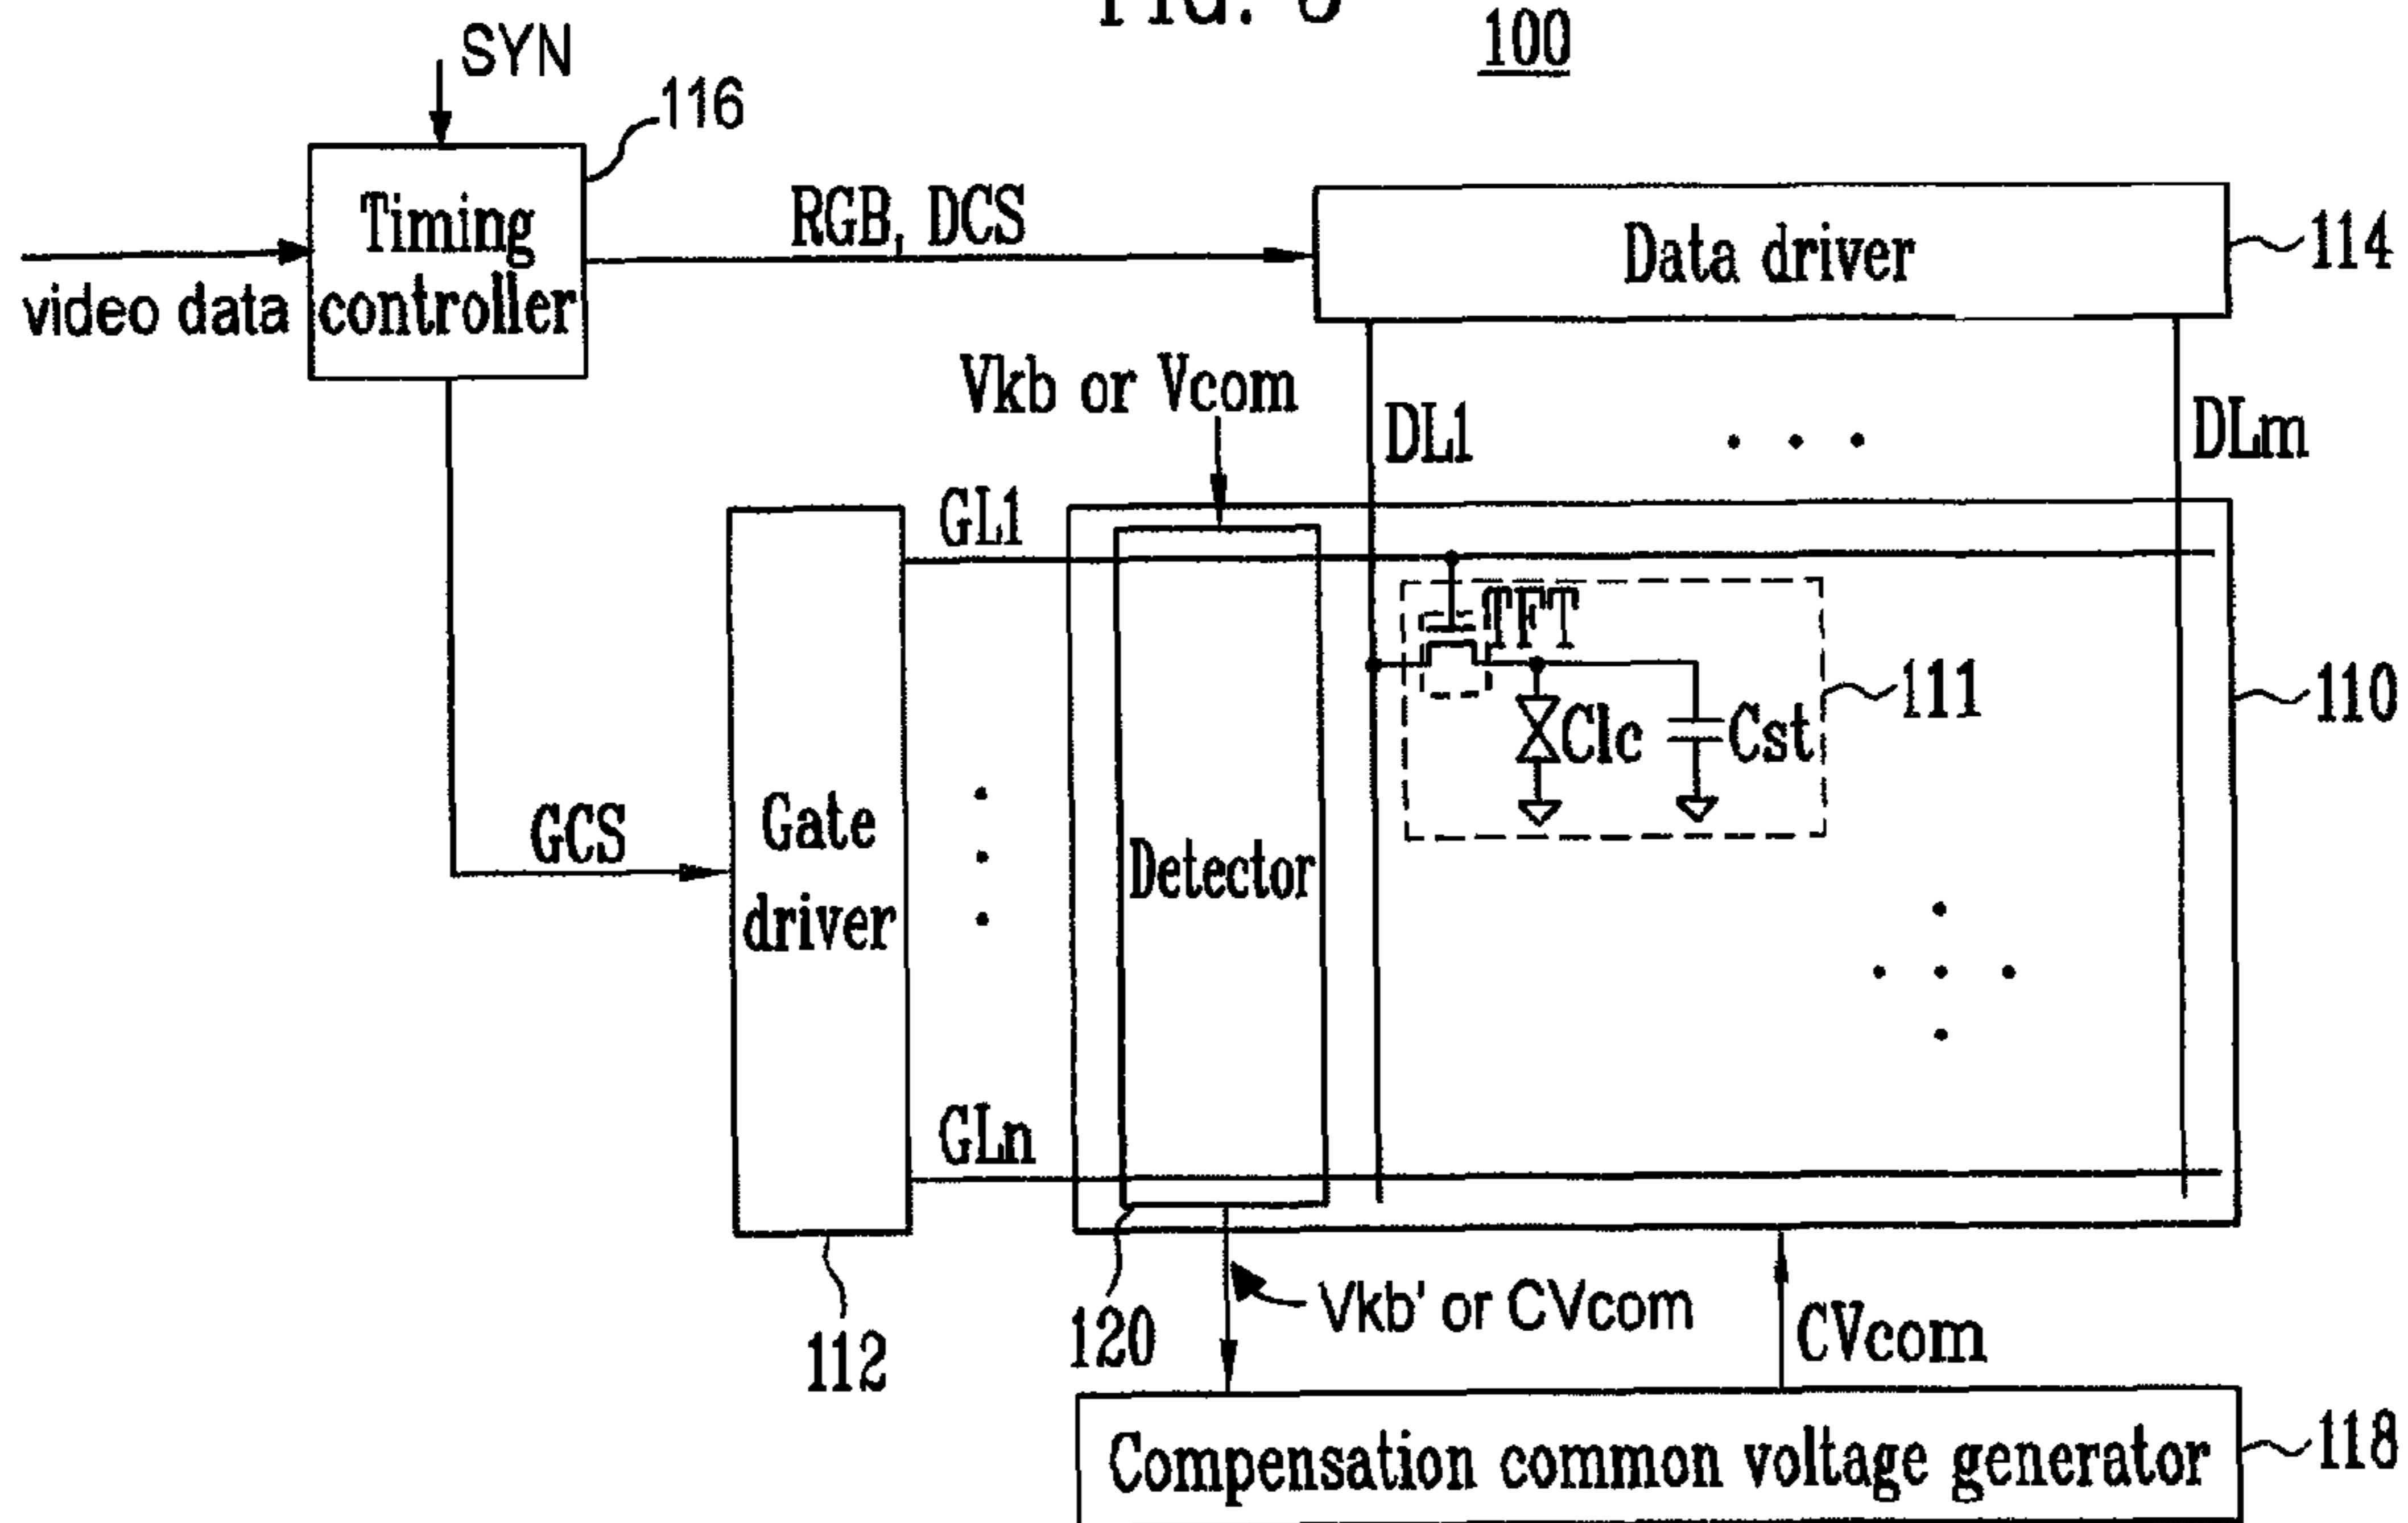 100
SYN
116
Timing
controller
video data
RGB, DCS
Data driver
114
Vkb or Vcom
DL1
DLm
GL1
TFT
Clc
Cst
111
110
GCS
Gate
driver
Detector
GLn
112
120
Vkb' or CVcom
CVcom
Compensation common voltage generator
118